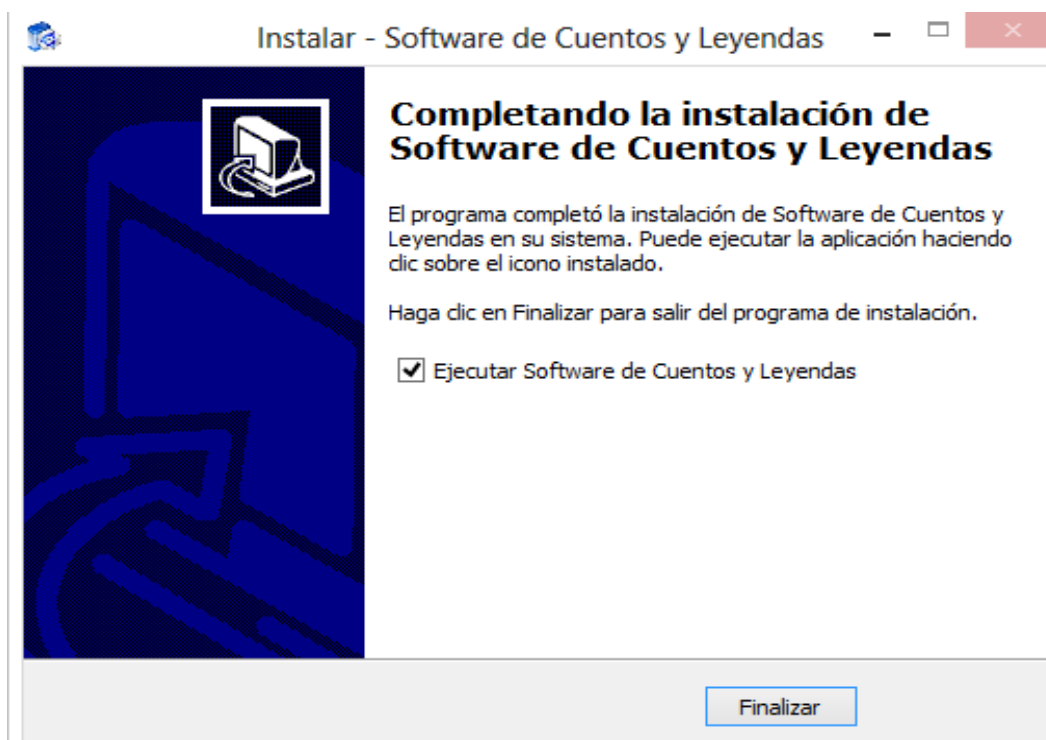 Instalar - Software de Cuentos y Leyendas
Completando la instalación de
Software de Cuentos y Leyendas
El programa completó la instalación de Software de Cuentos y
Leyendas en su sistema. Puede ejecutar la aplicación haciendo
clic sobre el icono instalado.
Haga clic en Finalizar para salir del programa de instalación.
Ejecutar Software de Cuentos y Leyendas
Finalizar